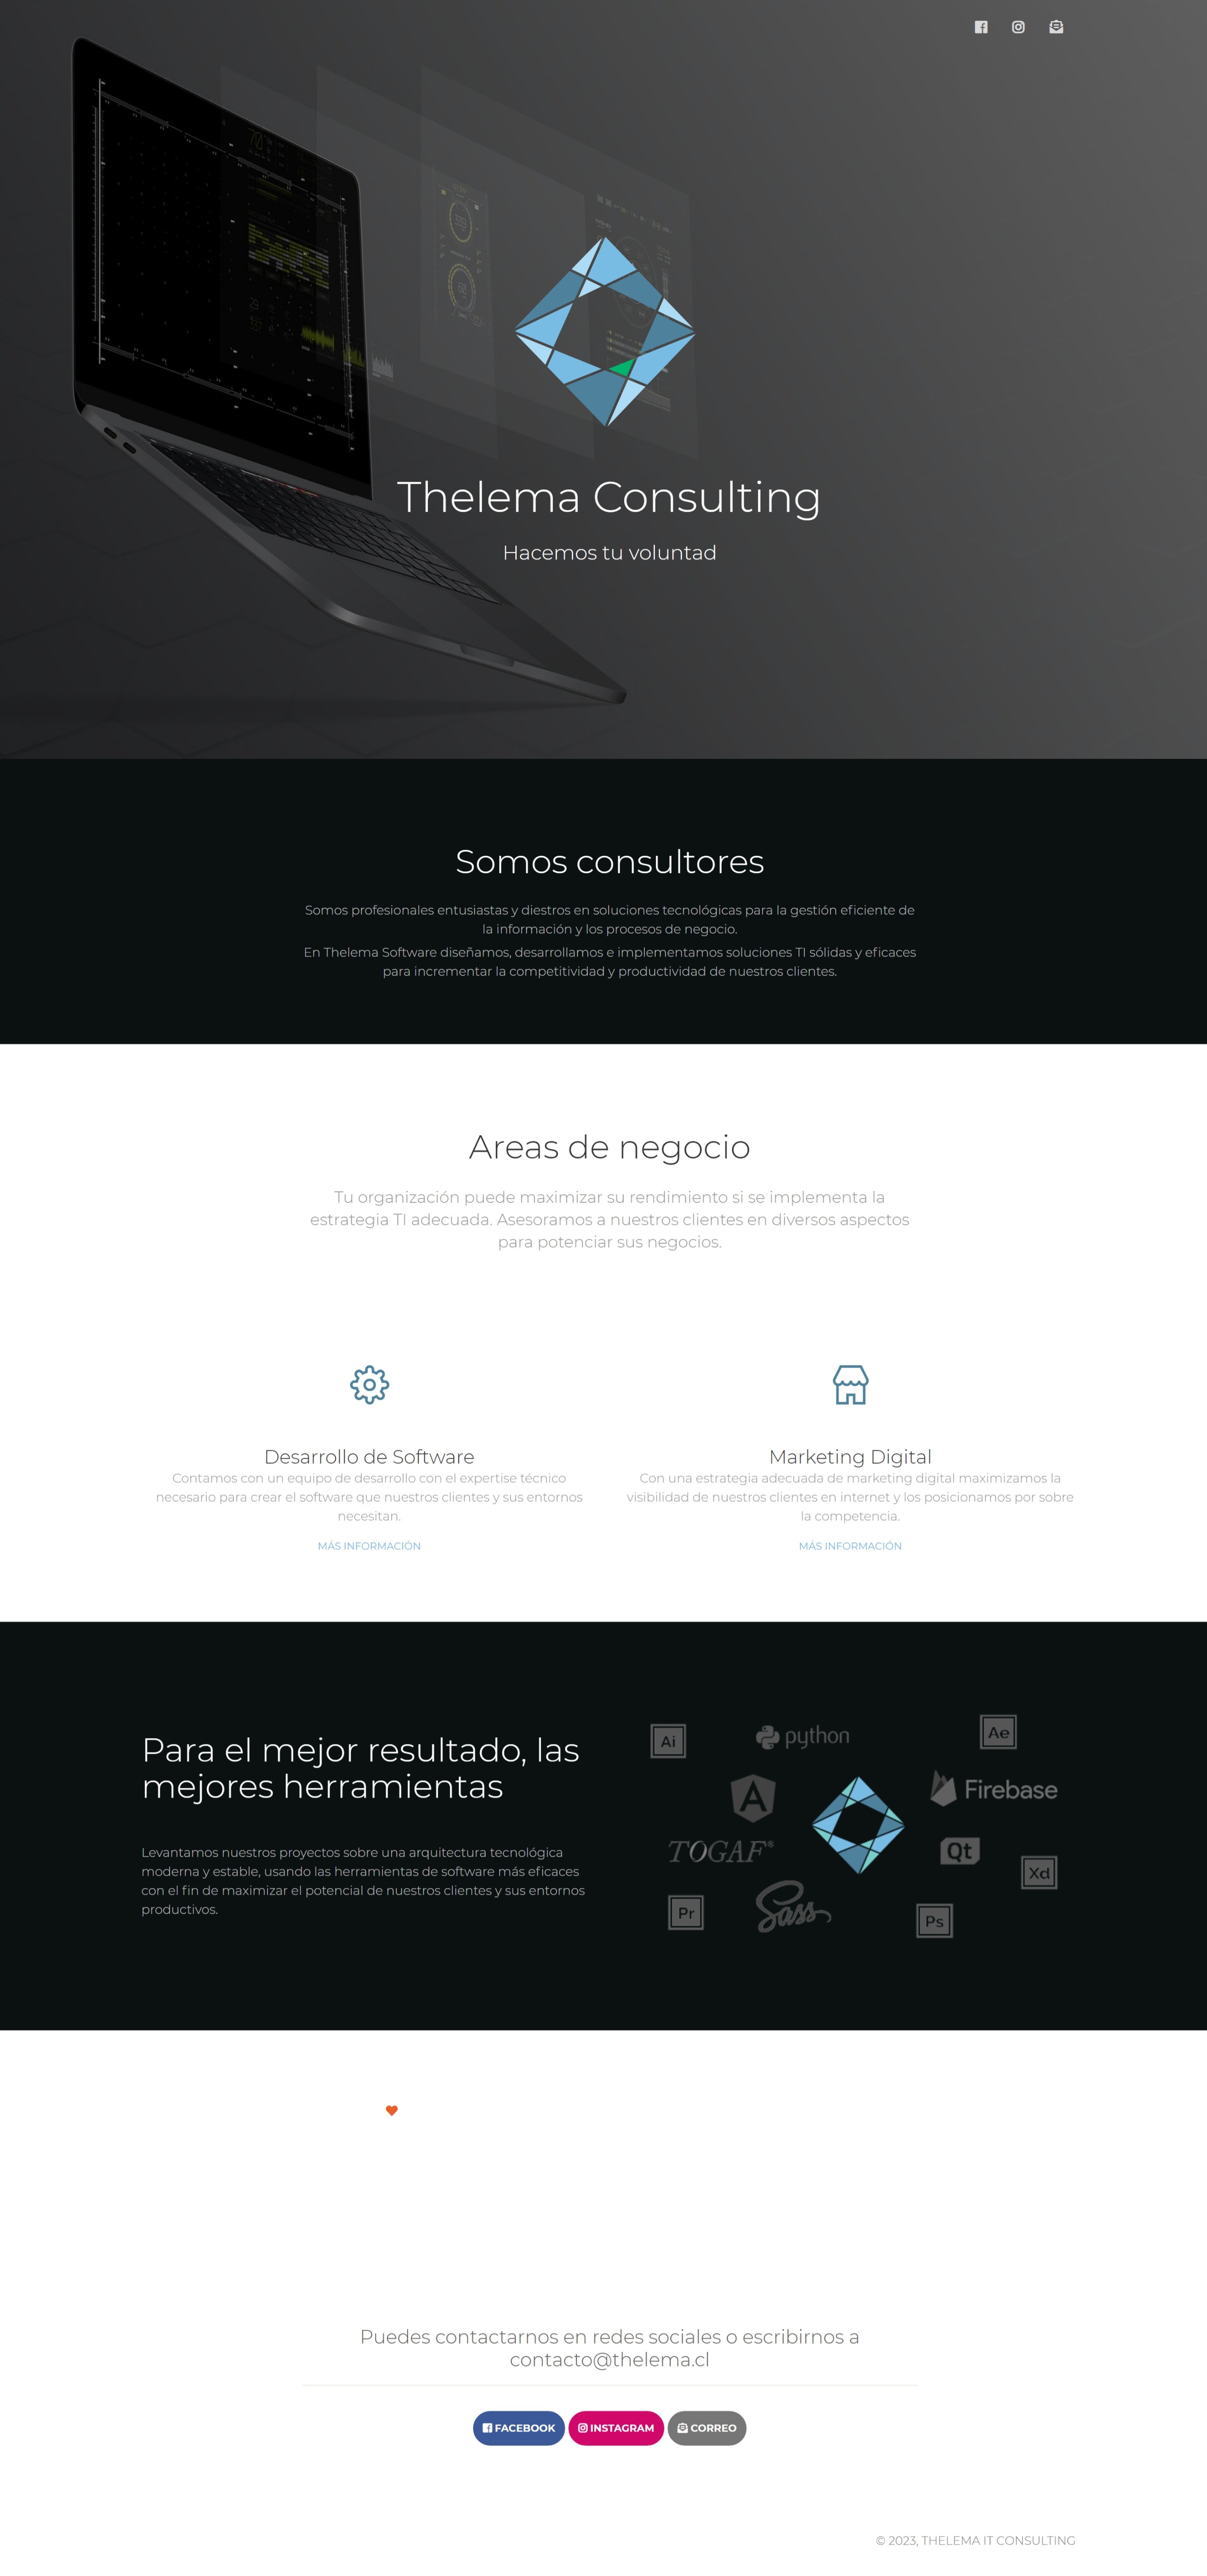 Thelema Consulting
Hacemos tu voluntad
Somos consultores
Somos profesionales entusiastas y diestros en soluciones tecnológicas para la gestión eficiente de
la información y los procesos de negocio.
En Thelema Software diseñamos, desarrollamos e implementamos soluciones TI sólidas y eficaces
para incrementar la competitividad y productividad de nuestros clientes.
Areas de negocio
Tu organización puede maximizar su rendimiento si se implementa la
estrategia TI adecuada. Asesoramos a nuestros clientes en diversos aspectos
para potenciar sus negocios.
Desarrollo de Software
Contamos con un equipo de desarrollo con el expertise técnico
necesario para crear el software que nuestros clientes y sus entornos
necesitan.
MÁS INFORMACIÓN
Marketing Digital
Con una estrategia adecuada de marketing digital maximizamos la
visibilidad de nuestros clientes en internet y los posicionamos por sobre
la competencia.
MÁS INFORMACIÓN
Para el mejor resultado, las
mejores herramientas
Levantamos nuestros proyectos sobre una arquitectura tecnológica
moderna y estable, usando las herramientas de software más eficaces
con el fin de maximizar el potencial de nuestros clientes y sus entornos
productivos.
Ai
python
Ae
A
Firebase
TOGAF®
Qt
Xd
Pr
Sass
Ps
Puedes contactarnos en redes sociales o escribirnos a
contacto@thelema.cl
FACEBOOK
INSTAGRAM
CORREO
© 2023, THELEMA IT CONSULTING